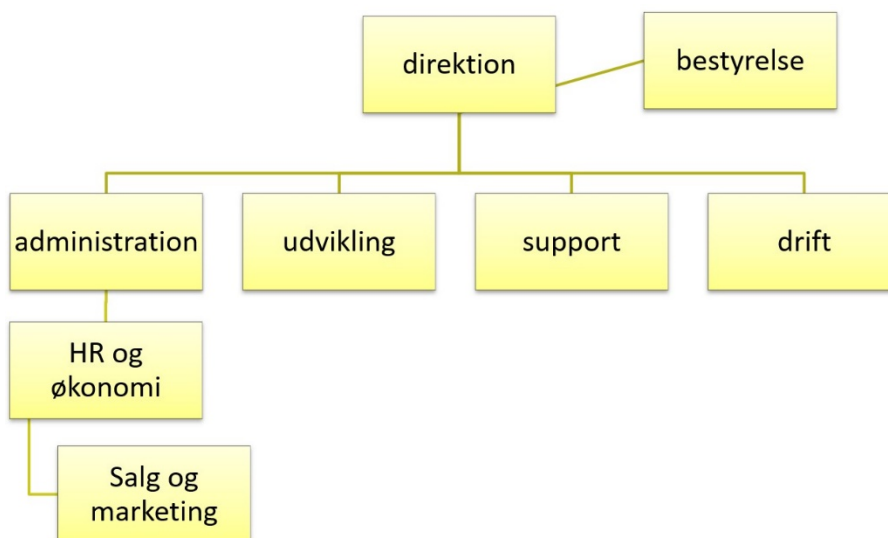 direktion
bestyrelse
administration
udvikling
support
drift
HR og
økonomi
Salg og
marketing